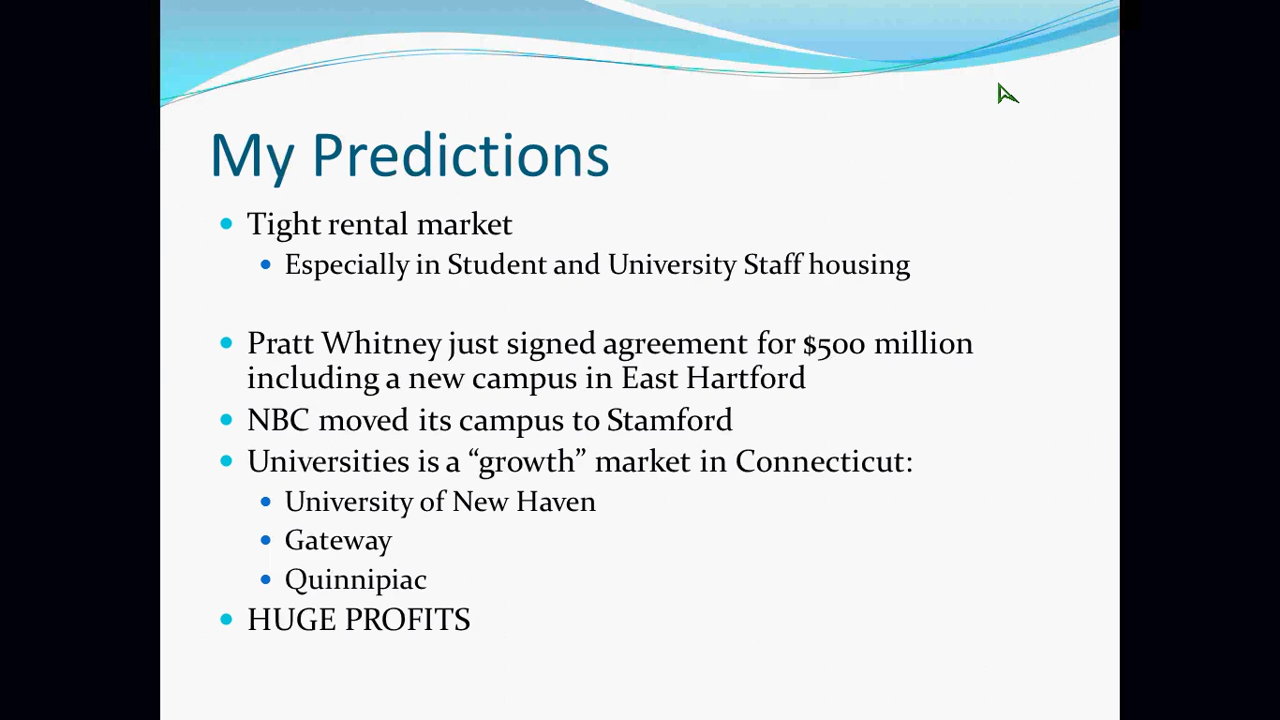 My Predictions
Tight rental market
Especially in Student and University Staff housing
Pratt Whitney just signed agreement for $500 million
including a new campus in East Hartford
NBC moved its campus to Stamford
Universities is a “growth” market in Connecticut:
University of New Haven
Gateway
Quinnipiac
HUGE PROFITS